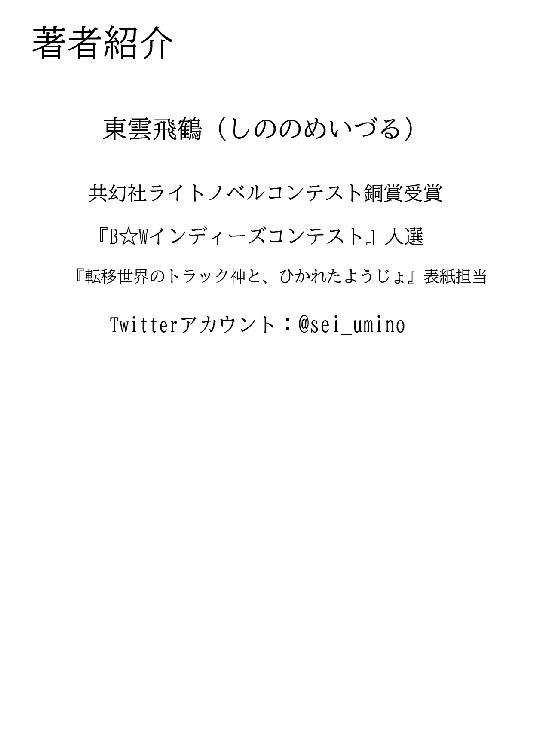 著者紹介
東雲飛鶴（しののめいづる）
共幻社ライトノベルコンテスト銅賞受賞
『B☆Wインディーズコンテスト』人選
『転移世界のトラック神と、ひかれたようじょ』表紙担当
Twitterアカウント：@sei_umino